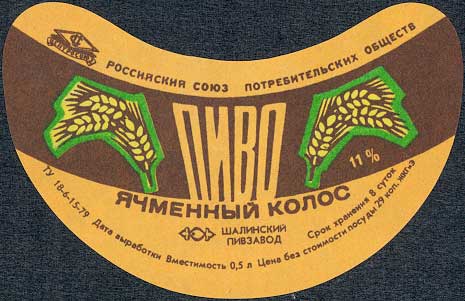 ЦЕНТРОСОЮЗ
РОССИЙСКИЙ СОЮЗ ПОТРЕБИТЕЛЬСКИХ ОБЩЕСТВ
ПИВО
11 %
ЯЧМЕННЫЙ КОЛОС
ШАЛИНСКИЙ
ПИВЗАВОД
ТУ 18-6-15-79 Дата выработки Вместимость 0,5 л Цена без стоимости посуды 29 коп.
Срок хранения 8 суток